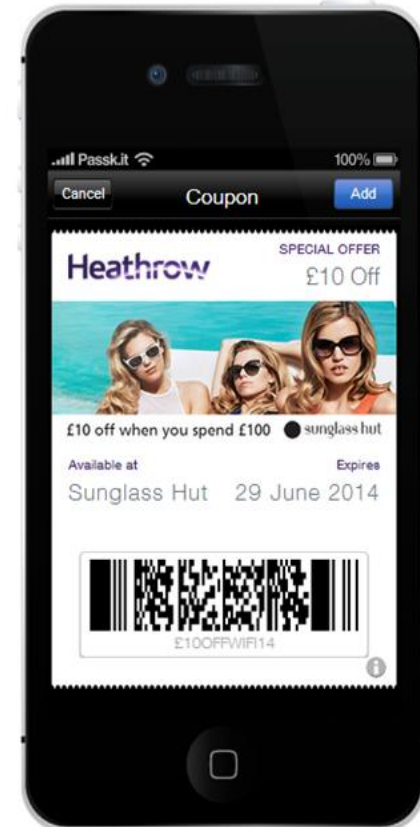 Passk.it 100%
Cancel Coupon Add
Heathrow SPECIAL OFFER
£10 Off
£10 off when you spend £100 sunglass hut
Available at Expires
Sunglass Hut 29 June 2014
£10OFFWIFI14